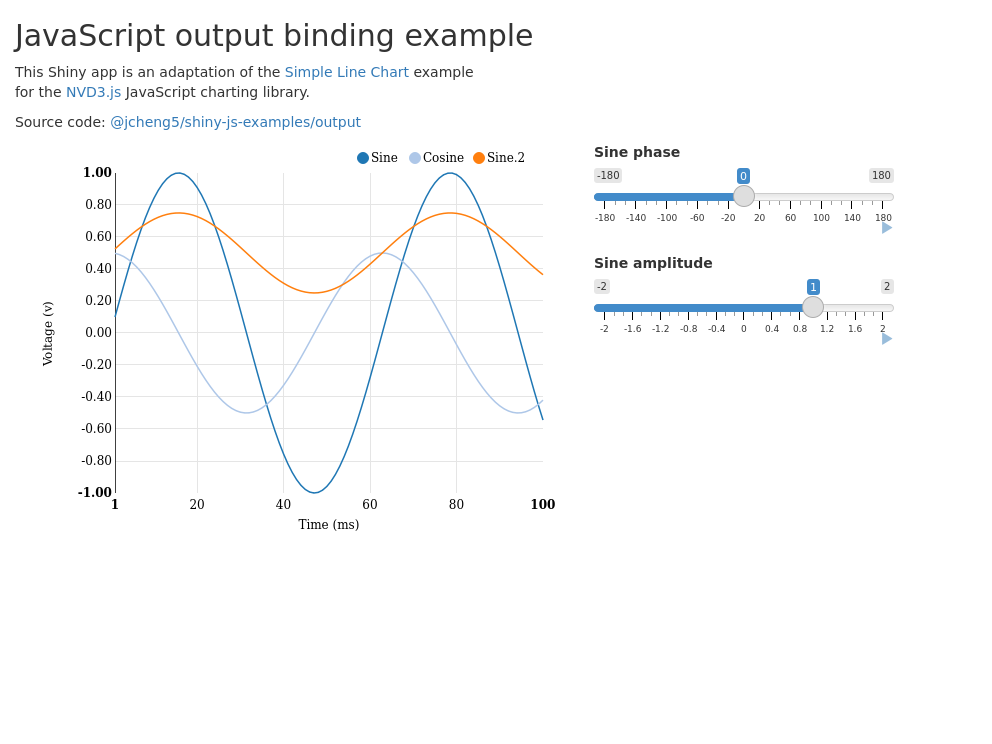 JavaScript output binding example
This Shiny app is an adaptation of the Simple Line Chart example
for the NVD3.js JavaScript charting library.
Source code: @jcheng5/shiny-js-examples/output
Sine Cosine Sine.2
1.00
0.80
0.60
0.40
0.20
0.00
-0.20
-0.40
-0.60
-0.80
-1.00
Voltage (v)
1 20 40 60 80 100
Time (ms)
Sine phase
-180 0 180
-180 -140 -100 -60 -20 20 60 100 140 180
Sine amplitude
-2 1 2
-2 -1.6 -1.2 -0.8 -0.4 0 0.4 0.8 1.2 1.6 2